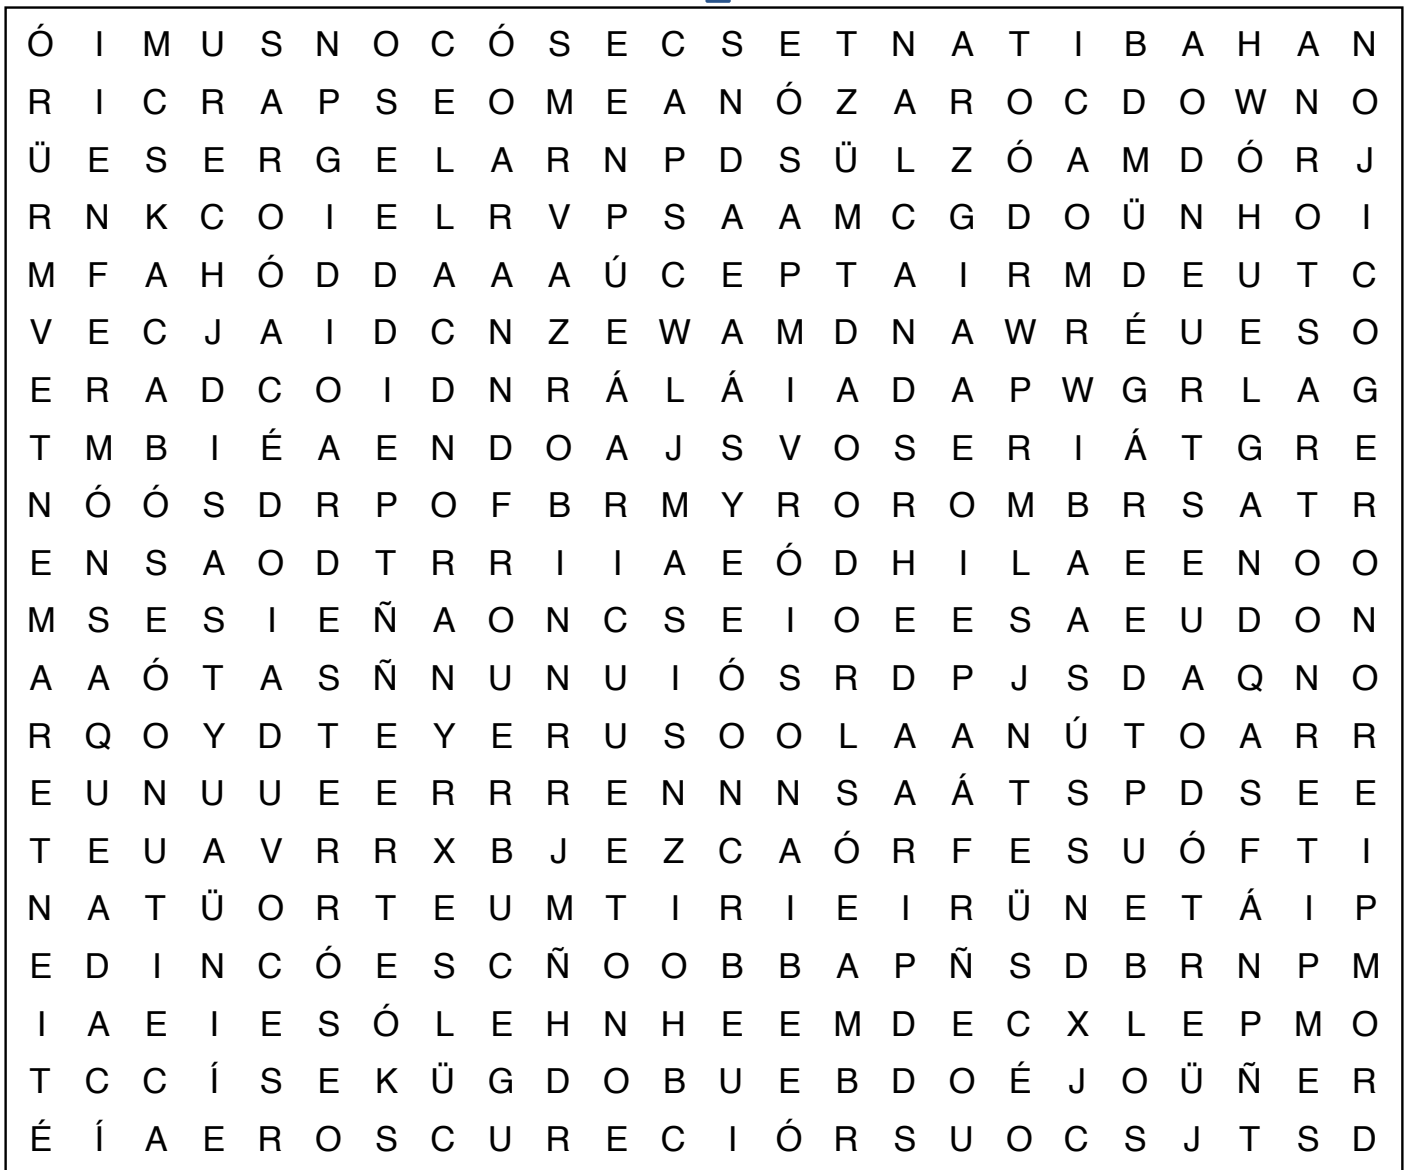 Ó I M U S N O C Ó S E C S E T N A T I B A H A N
R I C R A P S E O M E A N Ó Z A R O C D O W N O
Ü E S E R G E L A R N P D S Ü L Z Ó A M D Ó R J
R N K C O I E L R V P S A A M C G D O Ü N H O I
M F A H Ó D D A A A Ú C E P T A I R M D E U T C
V E C J A I D C N Z E W A M D N A W R É U E S O
E R A D C O I D N R Á L Á I A D A P W G R L A G
T M B I É A E N D O A J S V O S E R I Á T G R E
N Ó Ó S D R P O F B R M Y R O R O M B R S A T R
E N S A O D T R R I I A E Ó D H I L A E E N O O
M S E S I E Ñ A O N C S E I O E E S A E U D O N
A A Ó T A S Ñ N U N U I Ó S R D P J S D A Q N O
R Q O Y D T E Y E R U S O O L A A N Ú T O A R R
E U N U U E E R R R E N N N S A Á T S P D S E E
T E U A V R R X B J E Z C A Ó R F E S U Ó F T I
N A T Ü O R T E U M T I R I E I R Ü N E T Á I P
E D I N C Ó E S C Ñ O O B B A P Ñ S D B R N P M
I A E I E S Ó L E H N H E E M D E C X L E P M O
T C C Í S E K Ü G D O B U E B D O É J O Ü Ñ E R
É Í A E R O S C U R E C I Ó R S U O C S J T S D